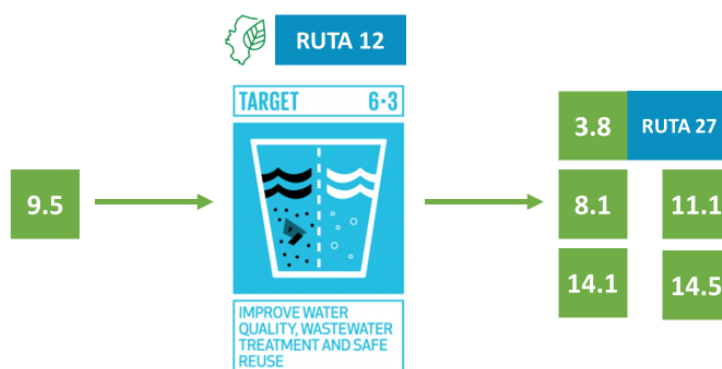 RUTA 12
TARGET 6·3
9.5
IMPROVE WATER
QUALITY, WASTEWATER
TREATMENT AND SAFE
REUSE
3.8 RUTA 27
8.1 11.1
14.1 14.5